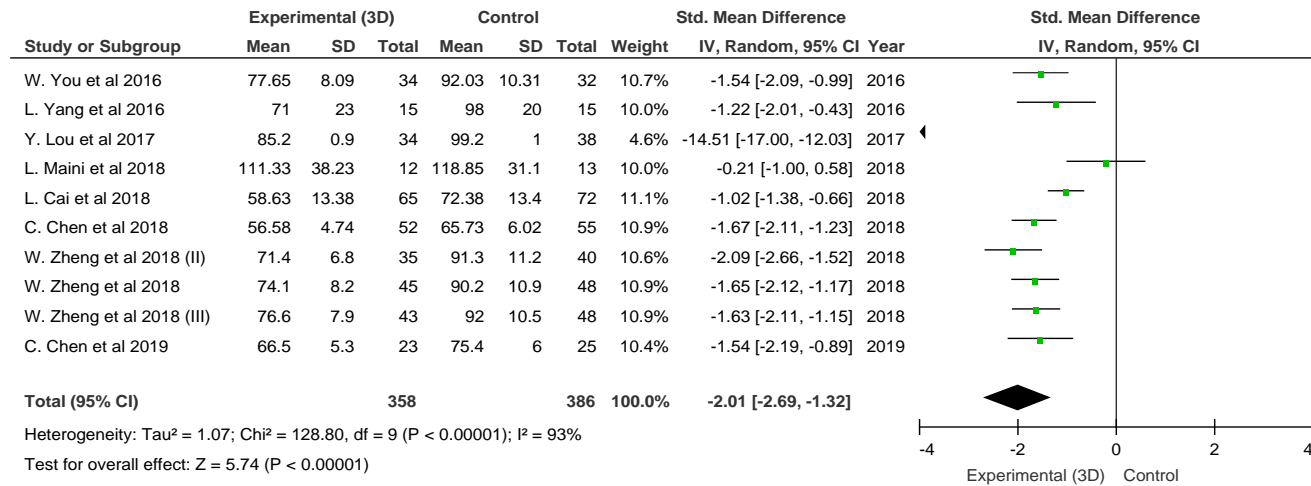 Experimental (3D) Control Std. Mean Difference Std. Mean Difference
Study or Subgroup Mean SD Total Mean SD Total Weight IV, Random, 95% CI Year IV, Random, 95% CI
W. You et al 2016 77.65 8.09 34 92.03 10.31 32 10.7% -1.54 [-2.09, -0.99] 2016
L. Yang et al 2016 71 23 15 98 20 15 10.0% -1.22 [-2.01, -0.43] 2016
Y. Lou et al 2017 85.2 0.9 34 99.2 1 38 4.6% -14.51 [-17.00, -12.03] 2017
L. Maini et al 2018 111.33 38.23 12 118.85 31.1 13 10.0% -0.21 [-1.00, 0.58] 2018
L. Cai et al 2018 58.63 13.38 65 72.38 13.4 72 11.1% -1.02 [-1.38, -0.66] 2018
C. Chen et al 2018 56.58 4.74 52 65.73 6.02 55 10.9% -1.67 [-2.11, -1.23] 2018
W. Zheng et al 2018 (II) 71.4 6.8 35 91.3 11.2 40 10.6% -2.09 [-2.66, -1.52] 2018
W. Zheng et al 2018 74.1 8.2 45 90.2 10.9 48 10.9% -1.65 [-2.12, -1.17] 2018
W. Zheng et al 2018 (III) 76.6 7.9 43 92 10.5 48 10.9% -1.63 [-2.11, -1.15] 2018
C. Chen et al 2019 66.5 5.3 23 75.4 6 25 10.4% -1.54 [-2.19, -0.89] 2019
Total (95% CI) 358 386 100.0% -2.01 [-2.69, -1.32]
Heterogeneity: Tau² = 1.07; Chi² = 128.80, df = 9 (P < 0.00001); I² = 93%
Test for overall effect: Z = 5.74 (P < 0.00001)
-4 -2 0 2 4
Experimental (3D) Control